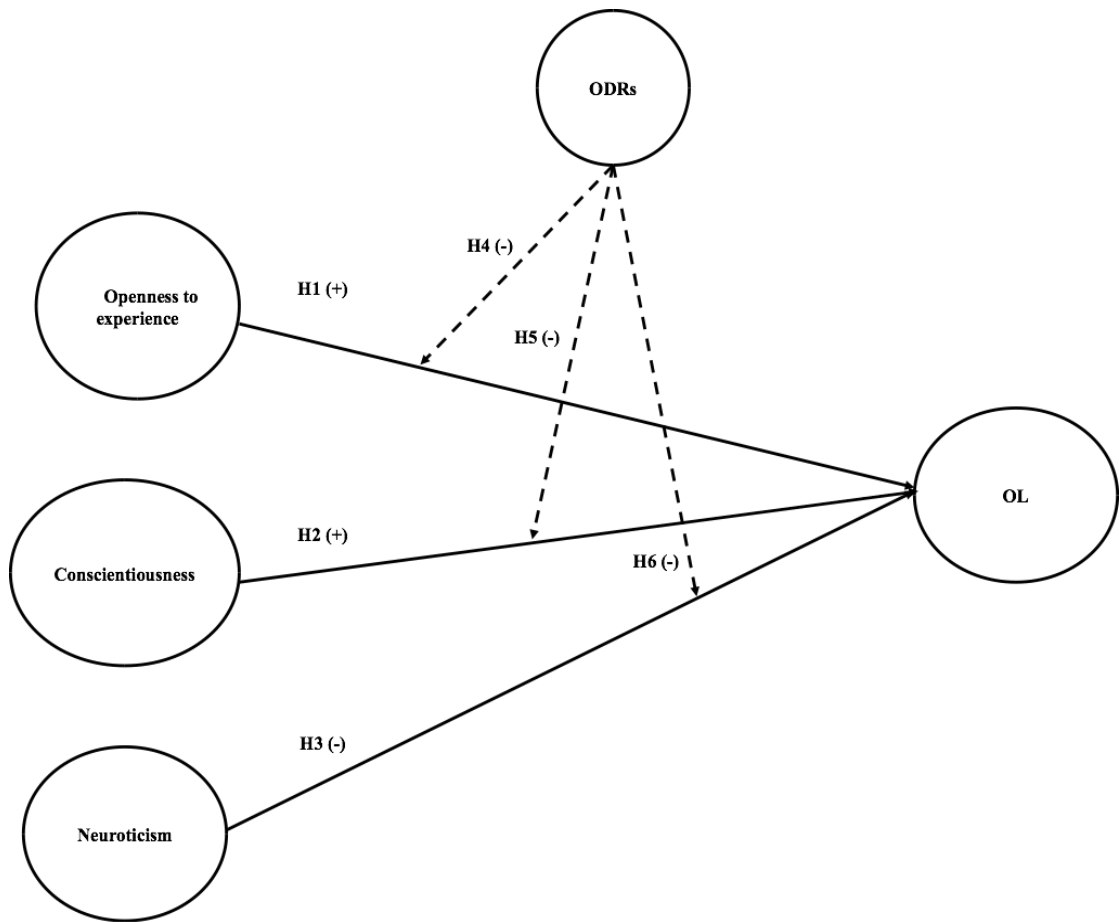 ODRs
H4 (-)
H1 (+)
Openness to
experience
H5 (-)
OL
H2 (+)
H6 (-)
Conscientiousness
H3 (-)
Neuroticism